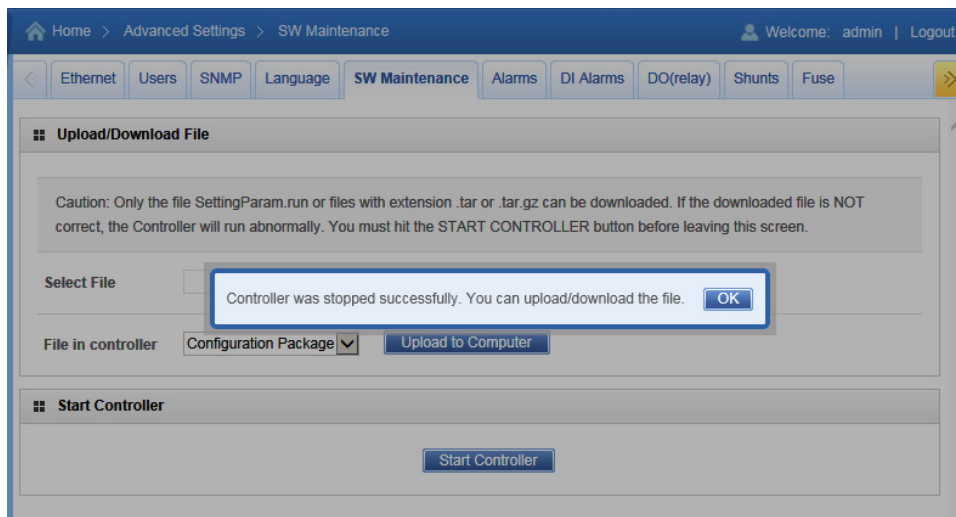 Home > Advanced Settings > SW Maintenance Welcome: admin | Logout
Ethernet Users SNMP Language SW Maintenance Alarms DI Alarms DO(relay) Shunts Fuse
Upload/Download File
Caution: Only the file SettingParam.run or files with extension .tar or .tar.gz can be downloaded. If the downloaded file is NOT
correct, the Controller will run abnormally. You must hit the START CONTROLLER button before leaving this screen.
Select File
Controller was stopped successfully. You can upload/download the file. OK
File in controller Configuration Package Upload to Computer
Start Controller
Start Controller